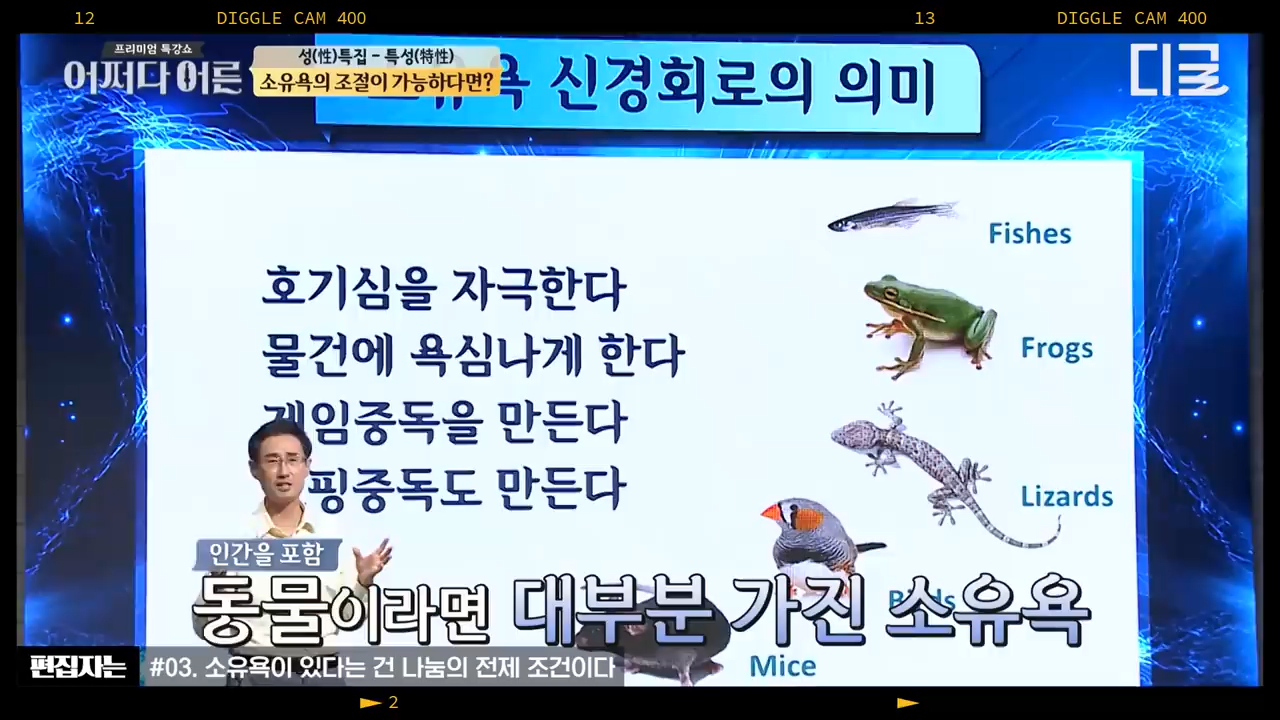 12 DIGGLE CAM 400 13 DIGGLE CAM 400
프리미엄 특강쇼
어쩌다 어른
성(性)특집 - 특성(特性)
소유욕의 조절이 가능하다면?
신경회로의 의미
디글
Fishes
호기심을 자극한다
Frogs
물건에 욕심나게 한다
게임중독을 만든다
핑중독도 만든다
Lizards
인간을 포함
동물이라면 대부분 가진 소유욕
Mice
편집자는
#03. 소유욕이 있다는 건 나눔의 전제 조건이다
2